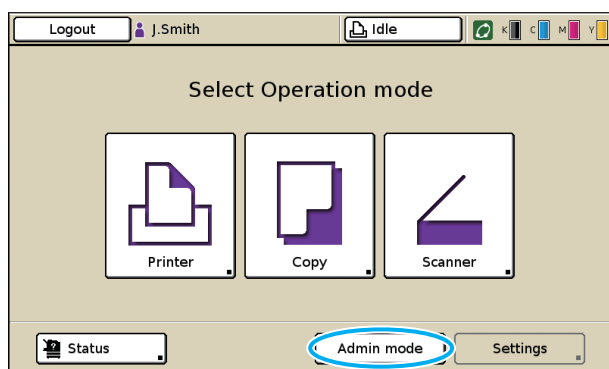 Logout J.Smith Idle K C M Y
Select Operation mode
Printer Copy Scanner
Status Admin mode Settings